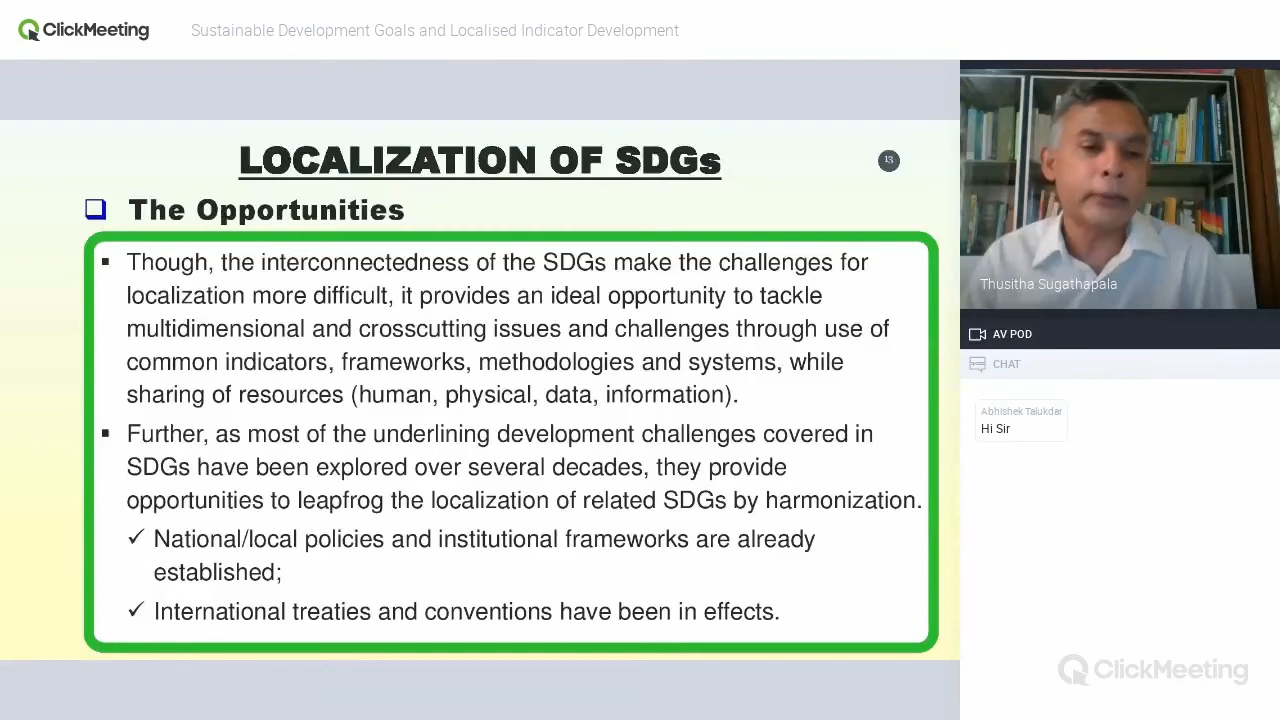 ClickMeeting
Sustainable Development Goals and Localised Indicator Development
LOCALIZATION OF SDGs
13
The Opportunities
Though, the interconnectedness of the SDGs make the challenges for
localization more difficult, it provides an ideal opportunity to tackle
multidimensional and crosscutting issues and challenges through use of
common indicators, frameworks, methodologies and systems, while
sharing of resources (human, physical, data, information).
Further, as most of the underlining development challenges covered in
SDGs have been explored over several decades, they provide
opportunities to leapfrog the localization of related SDGs by harmonization.
National/local policies and institutional frameworks are already
established;
International treaties and conventions have been in effects.
Thusitha Sugathapala
AV POD
CHAT
Abhishek Talukdar
Hi Sir
ClickMeeting